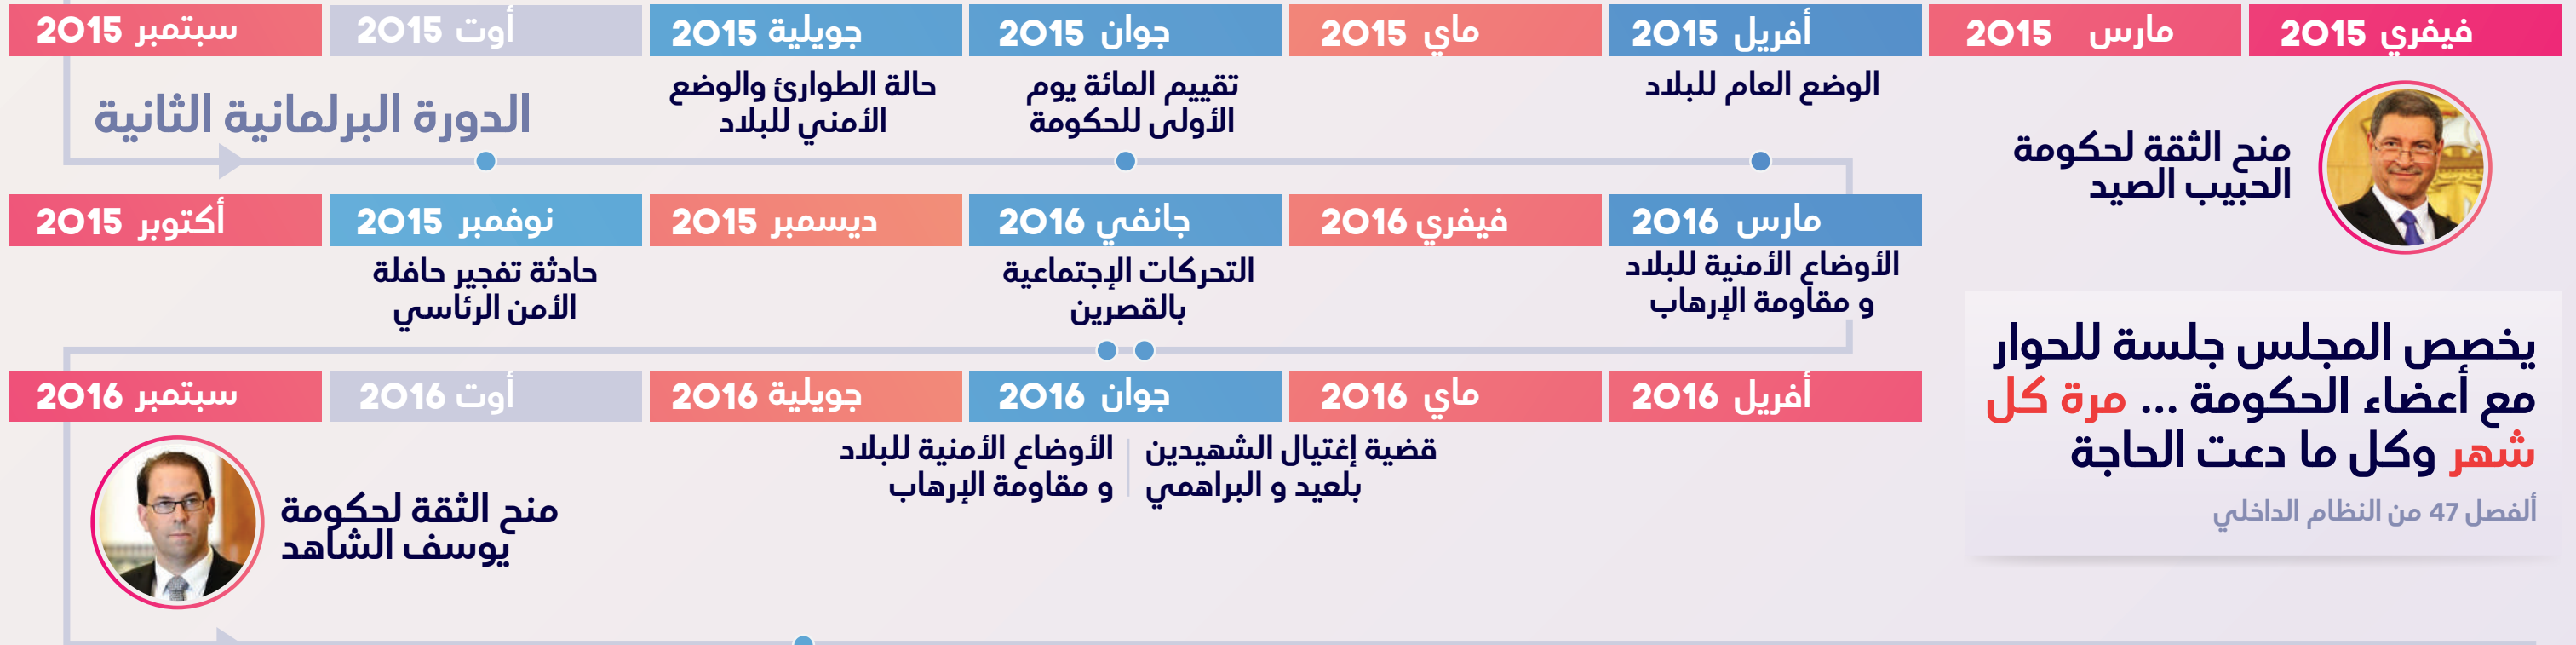 فيفري 2015
مارس 2015
أفريل 2015
ماي 2015
جوان 2015
جويلية 2015
أوت 2015
سبتمبر 2015
منح الثقة لحكومة
الحبيب الصيد
الوضع العام للبلاد
تقييم المائة يوم
الأولى للحكومة
حالة الطوارئ والوضع
الأمني للبلاد
الدورة البرلمانية الثانية
أكتوبر 2015
نوفمبر 2015
ديسمبر 2015
جانفي 2016
فيفري 2016
مارس 2016
حادثة تفجير حافلة
الأمن الرئاسي
التحركات الإجتماعية
بالقصرين
الأوضاع الأمنية للبلاد
و مقاومة الإرهاب
أفريل 2016
ماي 2016
جوان 2016
جويلية 2016
أوت 2016
سبتمبر 2016
قضية إغتيال الشهيدين
بلعيد و البراهمي
الأوضاع الأمنية للبلاد
و مقاومة الإرهاب
منح الثقة لحكومة
يوسف الشاهد
يخصص المجلس جلسة للحوار
مع أعضاء الحكومة ... مرة كل
شهر وكل ما دعت الحاجة
ألفصل 47 من النظام الداخلي